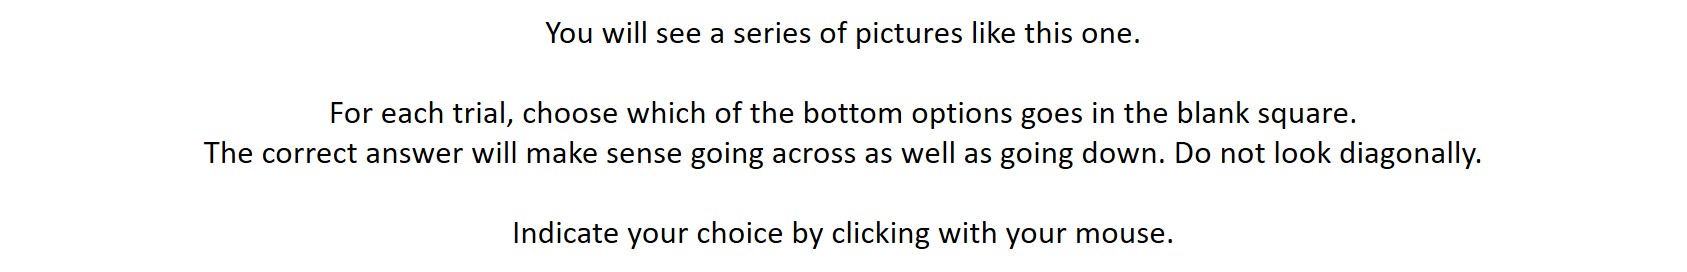 You will see a series of pictures like this one.
For each trial, choose which of the bottom options goes in the blank square.
The correct answer will make sense going across as well as going down. Do not look diagonally.
Indicate your choice by clicking with your mouse.